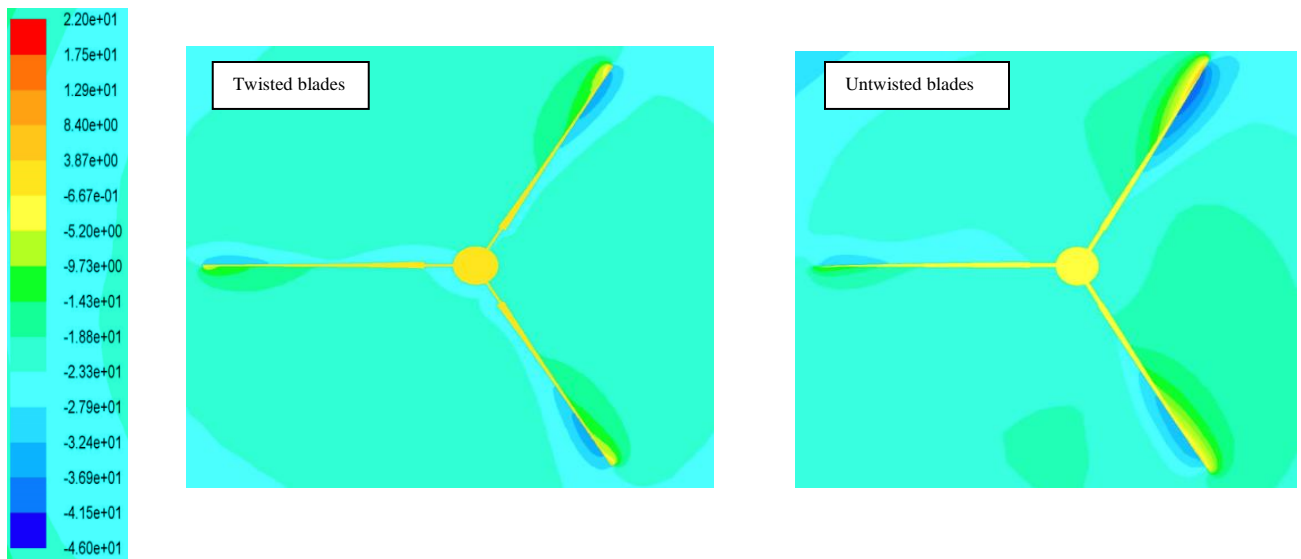 2.20e+01
1.75e+01
1.29e+01
8.40e+00
3.87e+00
-6.67e-01
-5.20e+00
-9.73e+00
-1.43e+01
-1.88e+01
-2.33e+01
-2.79e+01
-3.24e+01
-3.69e+01
-4.15e+01
-4.60e+01
Twisted blades
Untwisted blades